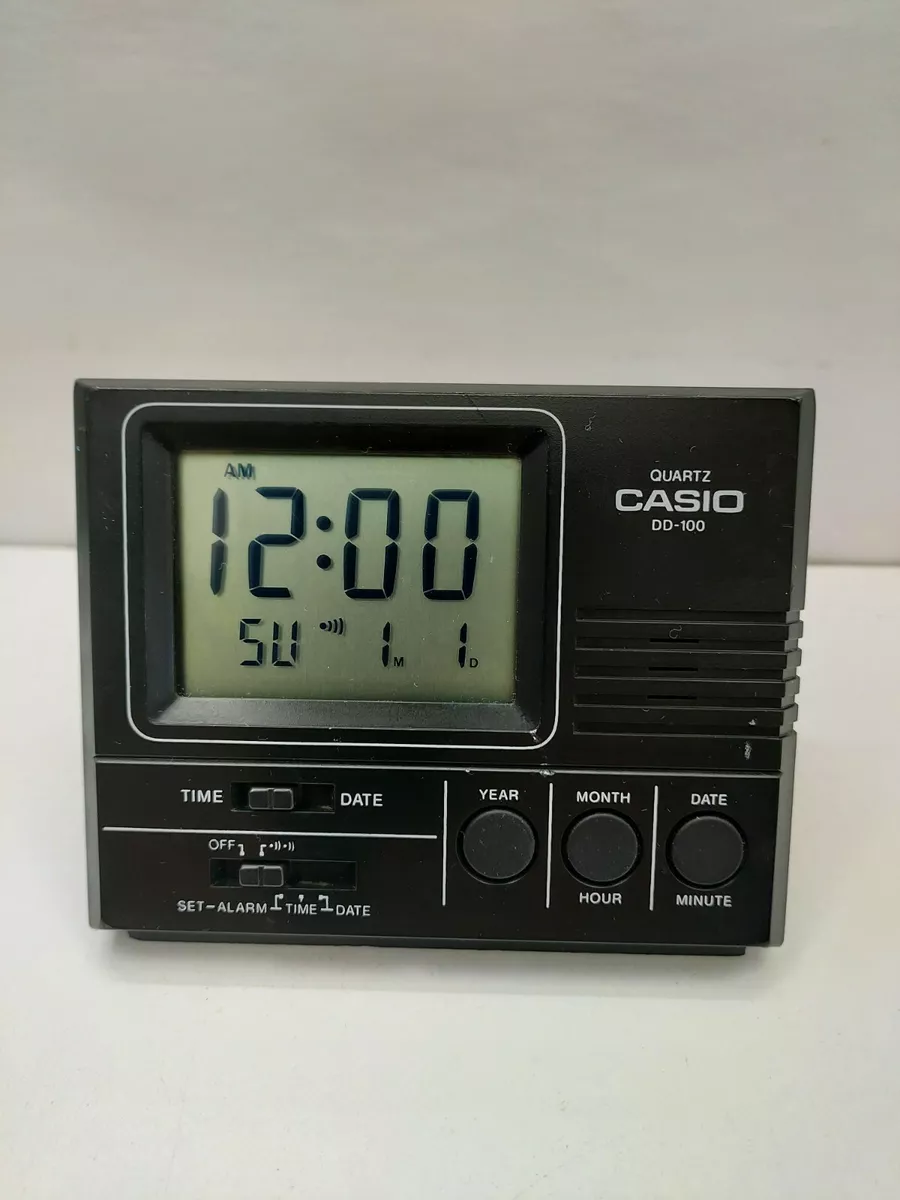 AM
12:00
SU 1M 1D
QUARTZ
CASIO
DD-100
TIME DATE
OFF
SET-ALARM TIME DATE
YEAR
MONTH
HOUR
DATE
MINUTE